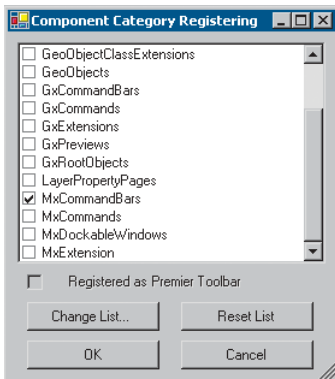 Component Category Registering
GeoObjectClassExtensions
GeoObjects
GxCommandBars
GxCommands
GxExtensions
GxPreviews
GxRootObjects
LayerPropertyPages
MxCommandBars
MxCommands
MxDockableWindows
MxExtension
Registered as Premier Toolbar
Change List...
Reset List
OK
Cancel